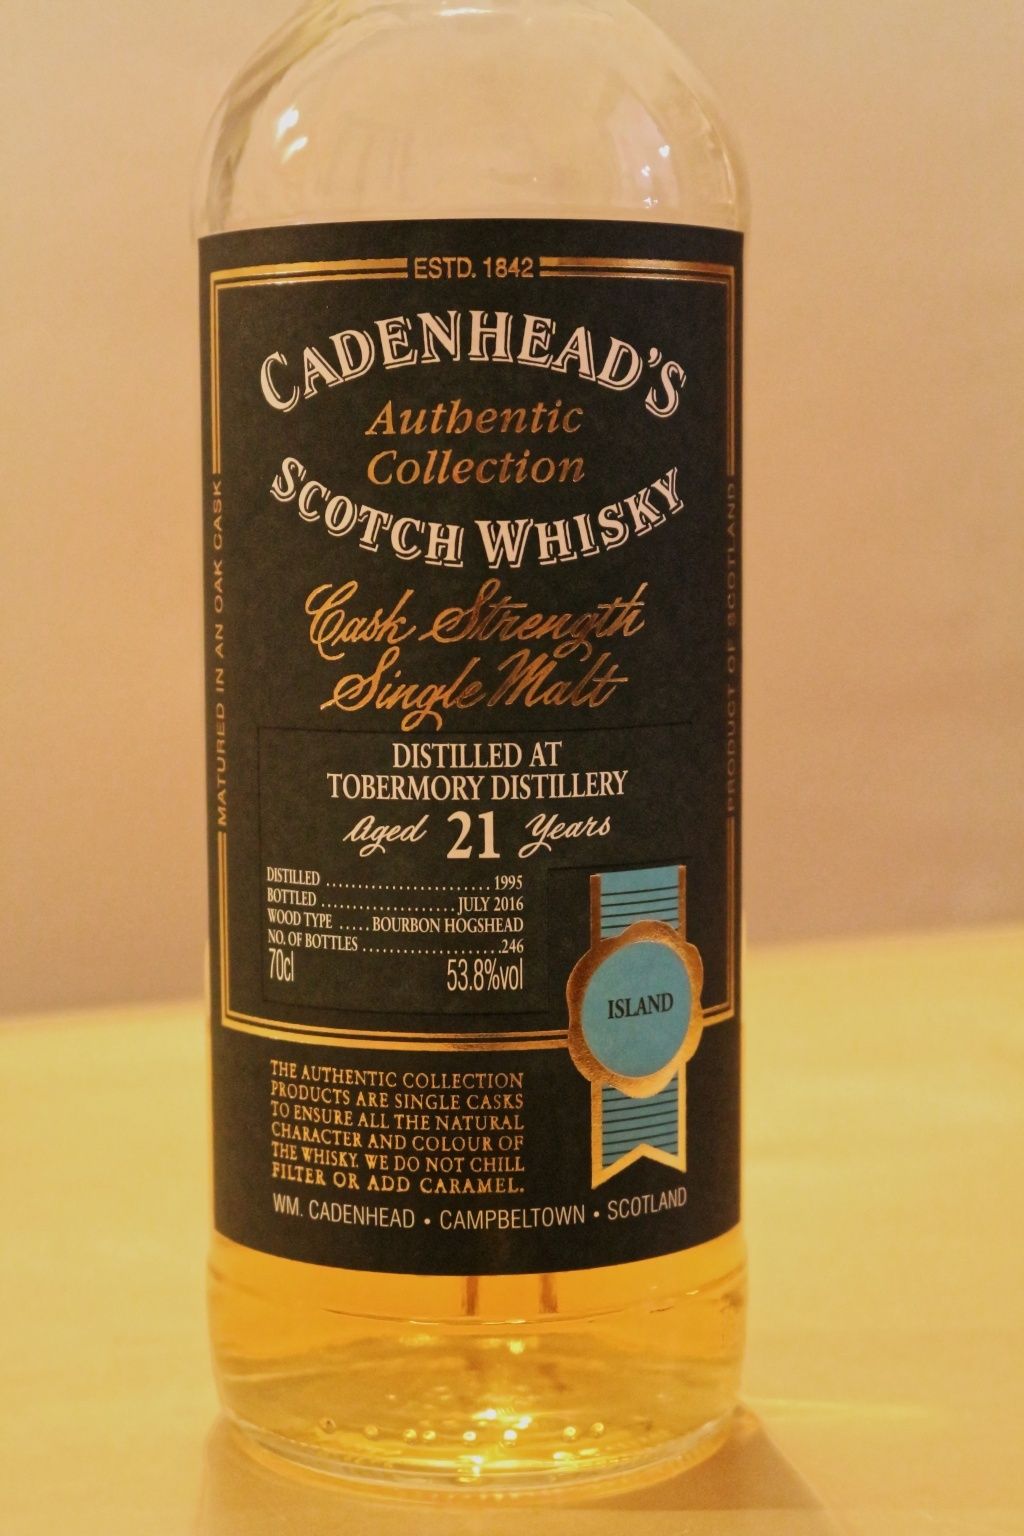 ESTD. 1842
CADENHEAD'S
Authentic
Collection
SCOTCH WHISKY
Cask Strength
Single Malt
MATURED IN AN OAK CASK
PRODUCT OF SCOTLAND
DISTILLED AT
TOBERMORY DISTILLERY
Aged 21 Years
DISTILLED ........................ 1995
BOTTLED .................... JULY 2016
WOOD TYPE ..... BOURBON HOGSHEAD
NO. OF BOTTLES .....................246
70cl 53.8%vol
ISLAND
THE AUTHENTIC COLLECTION
PRODUCTS ARE SINGLE CASKS
TO ENSURE ALL THE NATURAL
CHARACTER AND COLOUR OF
THE WHISKY. WE DO NOT CHILL
FILTER OR ADD CARAMEL.
WM. CADENHEAD • CAMPBELTOWN • SCOTLAND